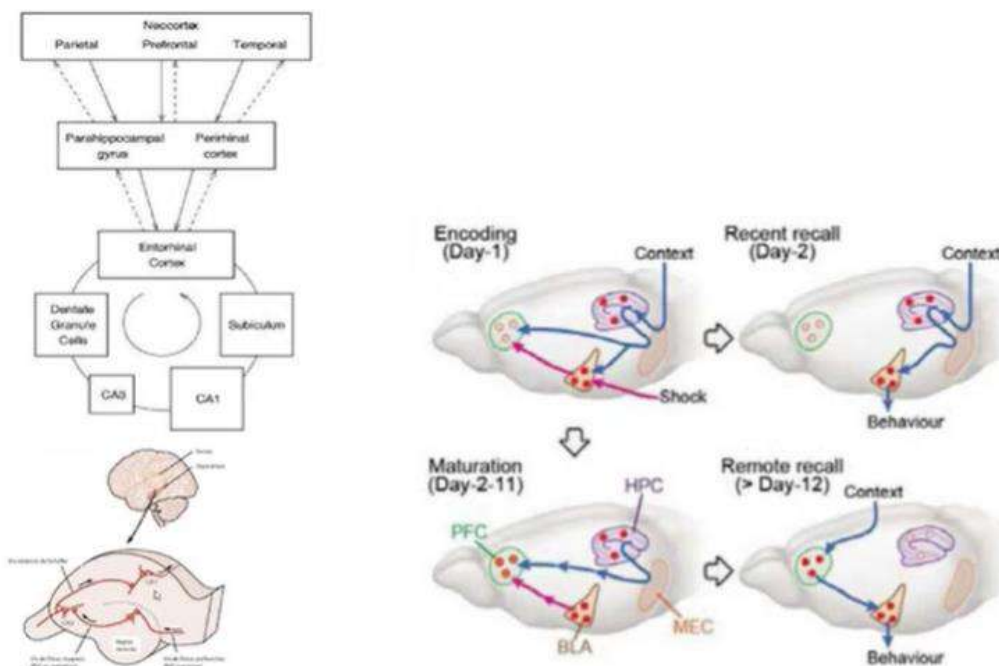 Neocortex
Parietal Prefrontal Temporal
Parahippocampal
gyrus
Perirhinal
cortex
Entorhinal
Cortex
Dentate
Granule
Cells
Subiculum
CA3
CA1
CA1
CA3
Encoding
(Day-1)
Context
Shock
Recent recall
(Day-2)
Context
Behaviour
Maturation
(Day-2-11)
HPC
PFC
BLA
MEC
Remote recall
(> Day-12)
Context
Behaviour